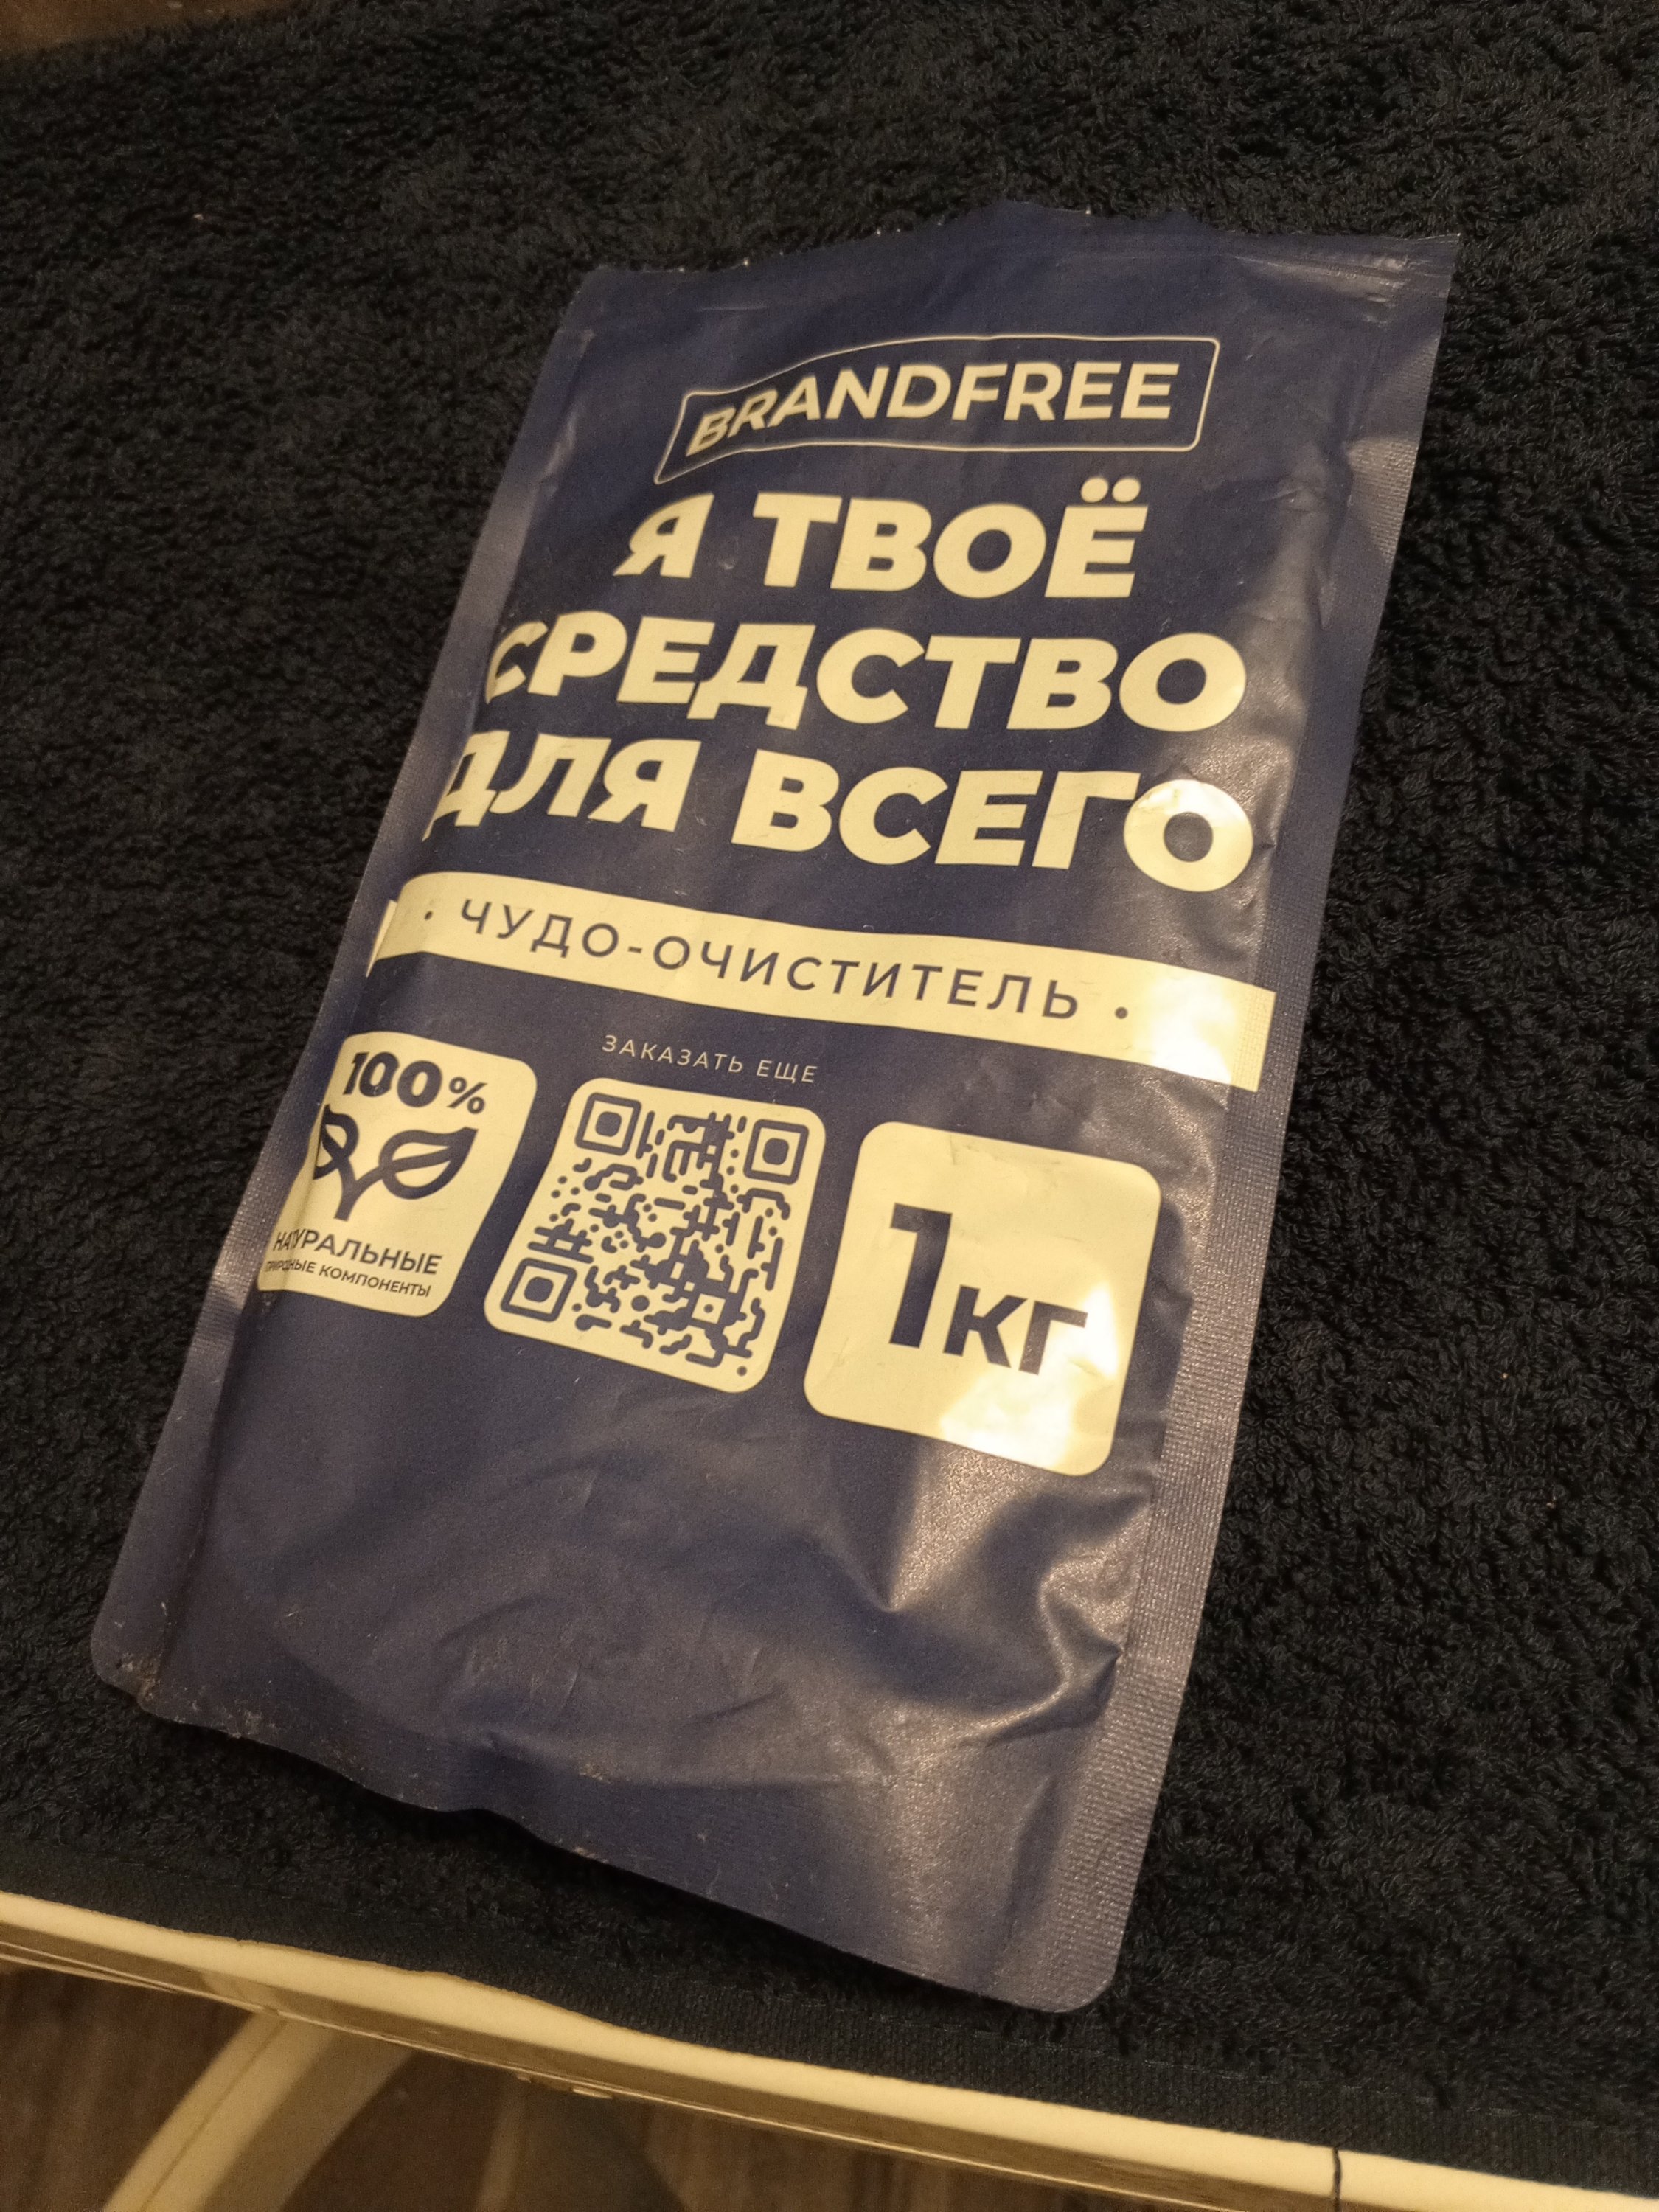 BRANDFREE
Я ТВОЁ
СРЕДСТВО
ДЛЯ ВСЕГО
• ЧУДО-ОЧИСТИТЕЛЬ •
ЗАКАЗАТЬ ЕЩЕ
100%
НАТУРАЛЬНЫЕ
ПРИРОДНЫЕ КОМПОНЕНТЫ
1кг